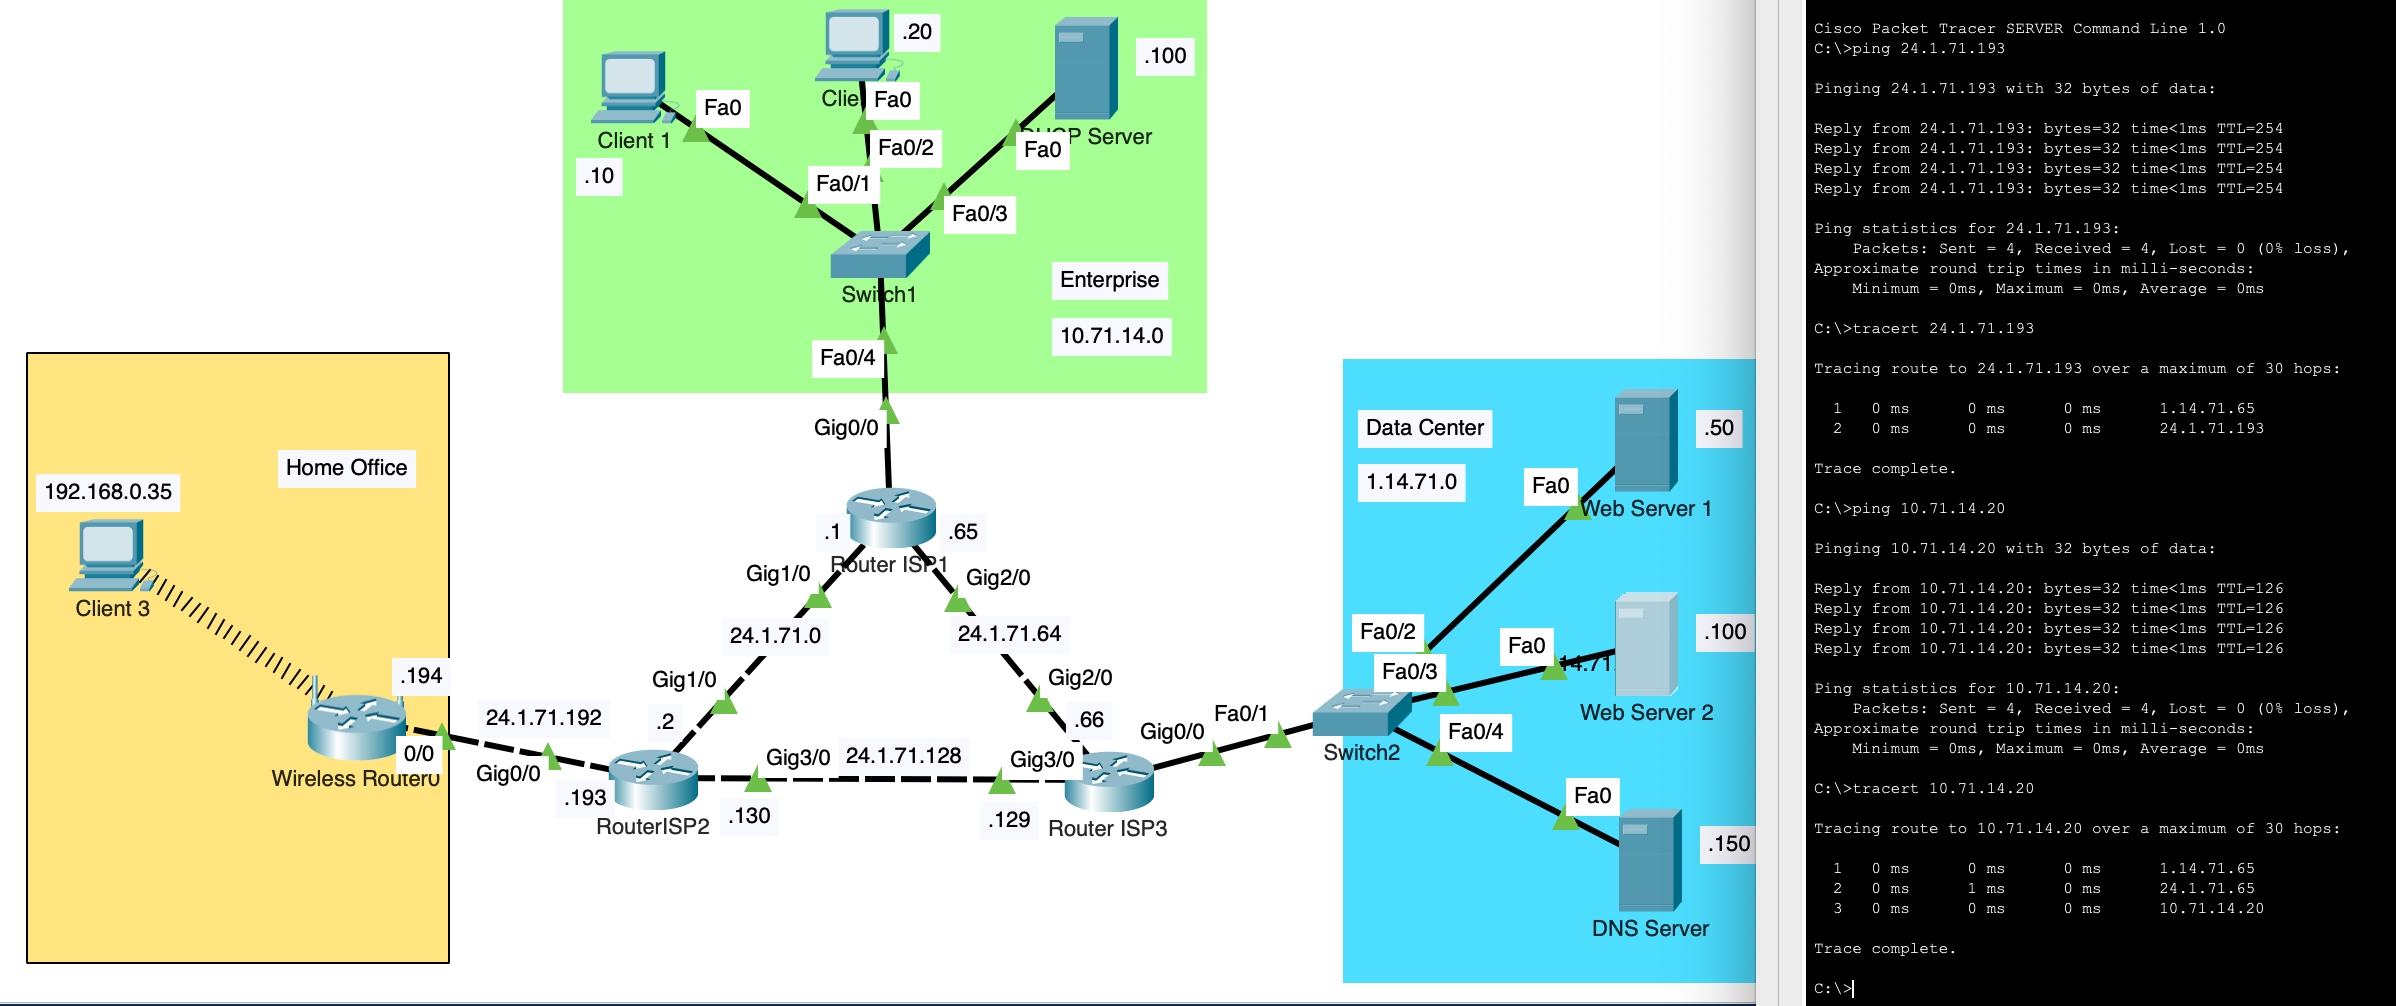 .20
.100
Fa0
Fa0
Client 1
Server
Fa0/2
Fa0
.10
Fa0/1
Fa0/3
Switch1
Enterprise
10.71.14.0
Fa0/4
Gig0/0
Home Office
192.168.0.35
Client 3
.1
.65
Router ISP1
Gig1/0
Gig2/0
24.1.71.0
24.1.71.64
.194
Gig1/0
Gig2/0
24.1.71.192
.2
.66
0/0
Wireless Router0
Gig0/0
Gig3/0
24.1.71.128
Gig3/0
.193
RouterISP2
.130
.129
Router ISP3
Gig0/0
Fa0/1
Data Center
1.14.71.0
.50
Fa0
Web Server 1
Fa0/2
Fa0
.100
Fa0/3
14.71.
Web Server 2
Switch2
Fa0/4
Fa0
.150
DNS Server
Cisco Packet Tracer SERVER Command Line 1.0
C:\>ping 24.1.71.193
Pinging 24.1.71.193 with 32 bytes of data:
Reply from 24.1.71.193: bytes=32 time<1ms TTL=254
Reply from 24.1.71.193: bytes=32 time<1ms TTL=254
Reply from 24.1.71.193: bytes=32 time<1ms TTL=254
Reply from 24.1.71.193: bytes=32 time<1ms TTL=254
Ping statistics for 24.1.71.193:
Packets: Sent = 4, Received = 4, Lost = 0 (0% loss),
Approximate round trip times in milli-seconds:
Minimum = 0ms, Maximum = 0ms, Average = 0ms
C:\>tracert 24.1.71.193
Tracing route to 24.1.71.193 over a maximum of 30 hops:
1 0 ms 0 ms 0 ms 1.14.71.65
2 0 ms 0 ms 0 ms 24.1.71.193
Trace complete.
C:\>ping 10.71.14.20
Pinging 10.71.14.20 with 32 bytes of data:
Reply from 10.71.14.20: bytes=32 time<1ms TTL=126
Reply from 10.71.14.20: bytes=32 time<1ms TTL=126
Reply from 10.71.14.20: bytes=32 time<1ms TTL=126
Reply from 10.71.14.20: bytes=32 time<1ms TTL=126
Ping statistics for 10.71.14.20:
Packets: Sent = 4, Received = 4, Lost = 0 (0% loss),
Approximate round trip times in milli-seconds:
Minimum = 0ms, Maximum = 0ms, Average = 0ms
C:\>tracert 10.71.14.20
Tracing route to 10.71.14.20 over a maximum of 30 hops:
1 0 ms 0 ms 0 ms 1.14.71.65
2 0 ms 1 ms 0 ms 24.1.71.65
3 0 ms 0 ms 0 ms 10.71.14.20
Trace complete.
C:\>